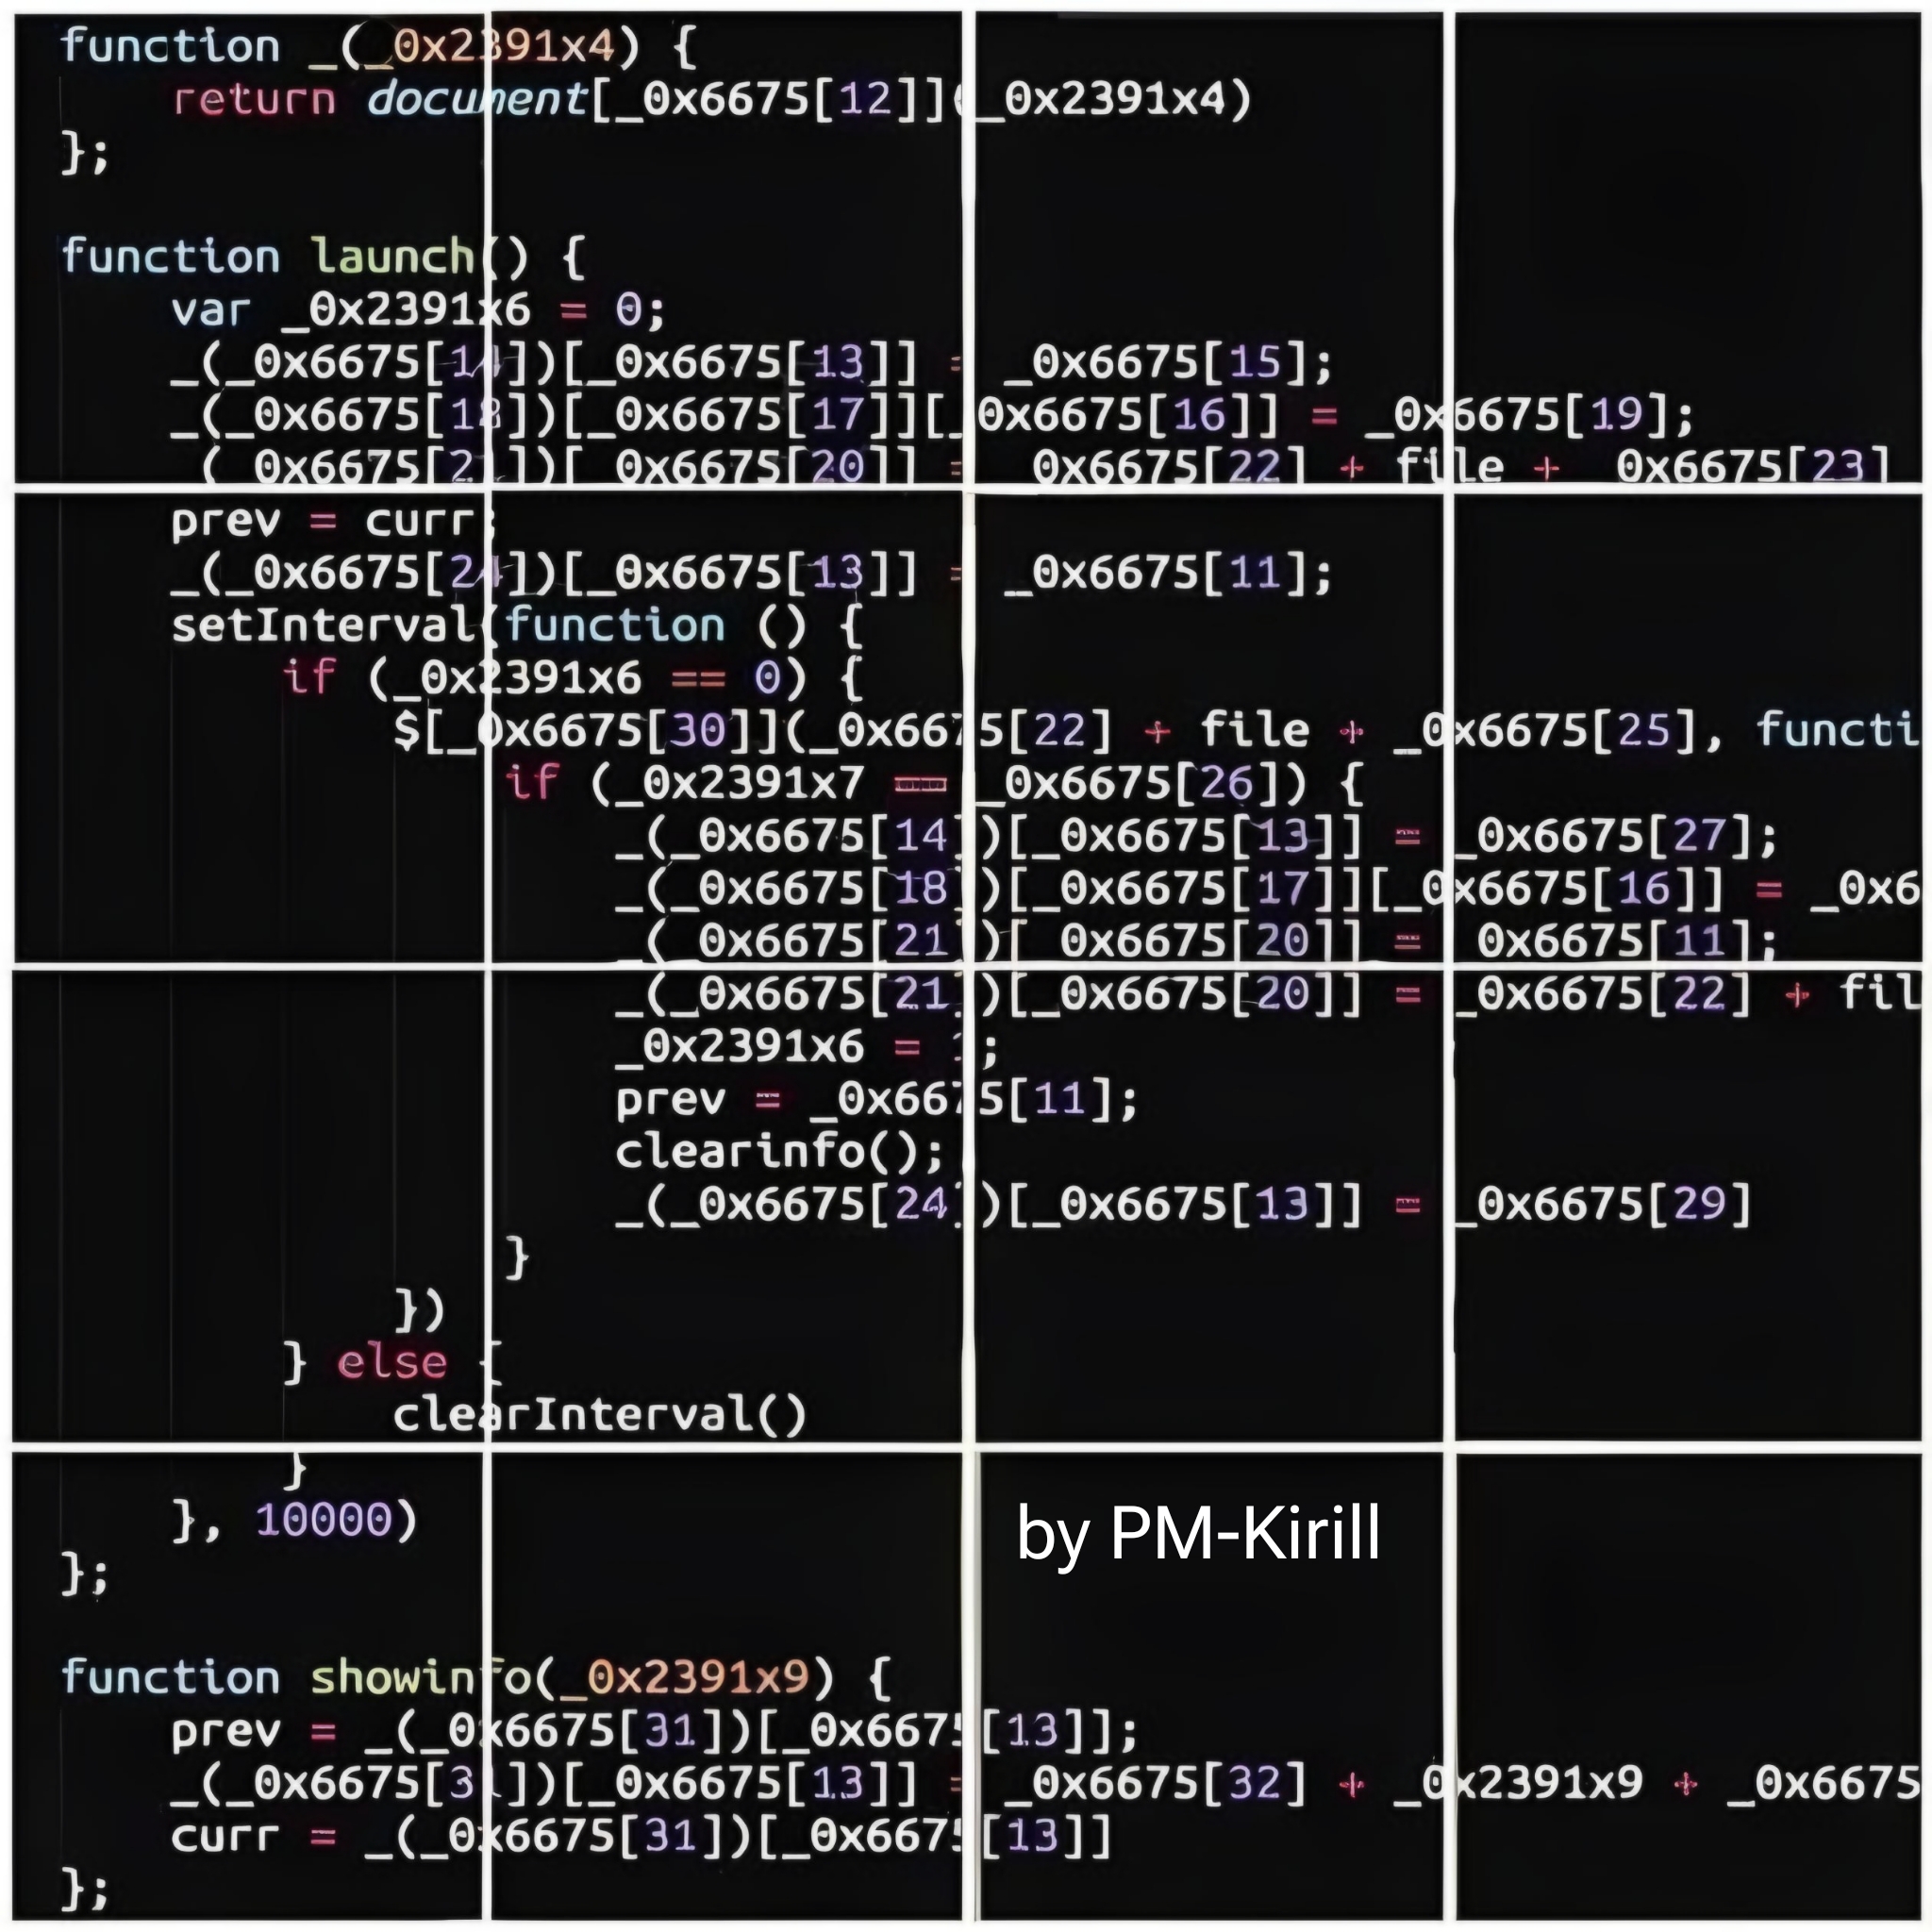 function _(_0x2391x4) {
return document[_0x6675[12]](_0x2391x4)
};
function launch() {
var _0x2391x6 = 0;
_(_0x6675[14])[_0x6675[13]] = _0x6675[15];
_(_0x6675[18])[_0x6675[17]][_0x6675[16]] = _0x6675[19];
_(_0x6675[21])[_0x6675[20]] = _0x6675[22] + file + _0x6675[23]
prev = curr;
_(_0x6675[24])[_0x6675[13]] = _0x6675[11];
setInterval(function () {
if (_0x2391x6 == 0) {
$[_0x6675[30]](_0x6675[22] + file + _0x6675[25], functi
if (_0x2391x7 == _0x6675[26]) {
_(_0x6675[14])[_0x6675[13]] = _0x6675[27];
_(_0x6675[18])[_0x6675[17]][_0x6675[16]] = _0x6
_(_0x6675[21])[_0x6675[20]] = _0x6675[11];
_(_0x6675[21])[_0x6675[20]] = _0x6675[22] + fil
_0x2391x6 = 1;
prev = _0x6675[11];
clearinfo();
_(_0x6675[24])[_0x6675[13]] = _0x6675[29]
}
})
} else {
clearInterval()
}
}, 10000)
};
by PM-Kirill
function showinfo(_0x2391x9) {
prev = _(_0x6675[31])[_0x6675[13]];
_(_0x6675[31])[_0x6675[13]] = _0x6675[32] + _0x2391x9 + _0x6675
curr = _(_0x6675[31])[_0x6675[13]]
};